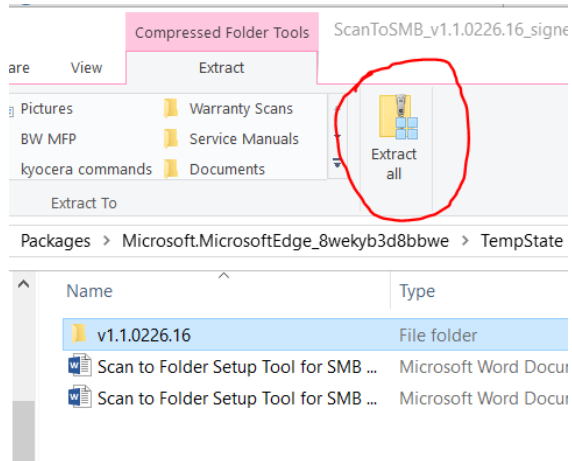 Compressed Folder Tools ScanToSMB_v1.1.0226.16_signe
are View Extract
Pictures Warranty Scans
BW MFP Service Manuals
kyocera commands Documents
Extract
all
Extract To
Packages > Microsoft.MicrosoftEdge_8wekyb3d8bbwe > TempState
Name Type
v1.1.0226.16 File folder
Scan to Folder Setup Tool for SMB ... Microsoft Word Docum
Scan to Folder Setup Tool for SMB ... Microsoft Word Docum